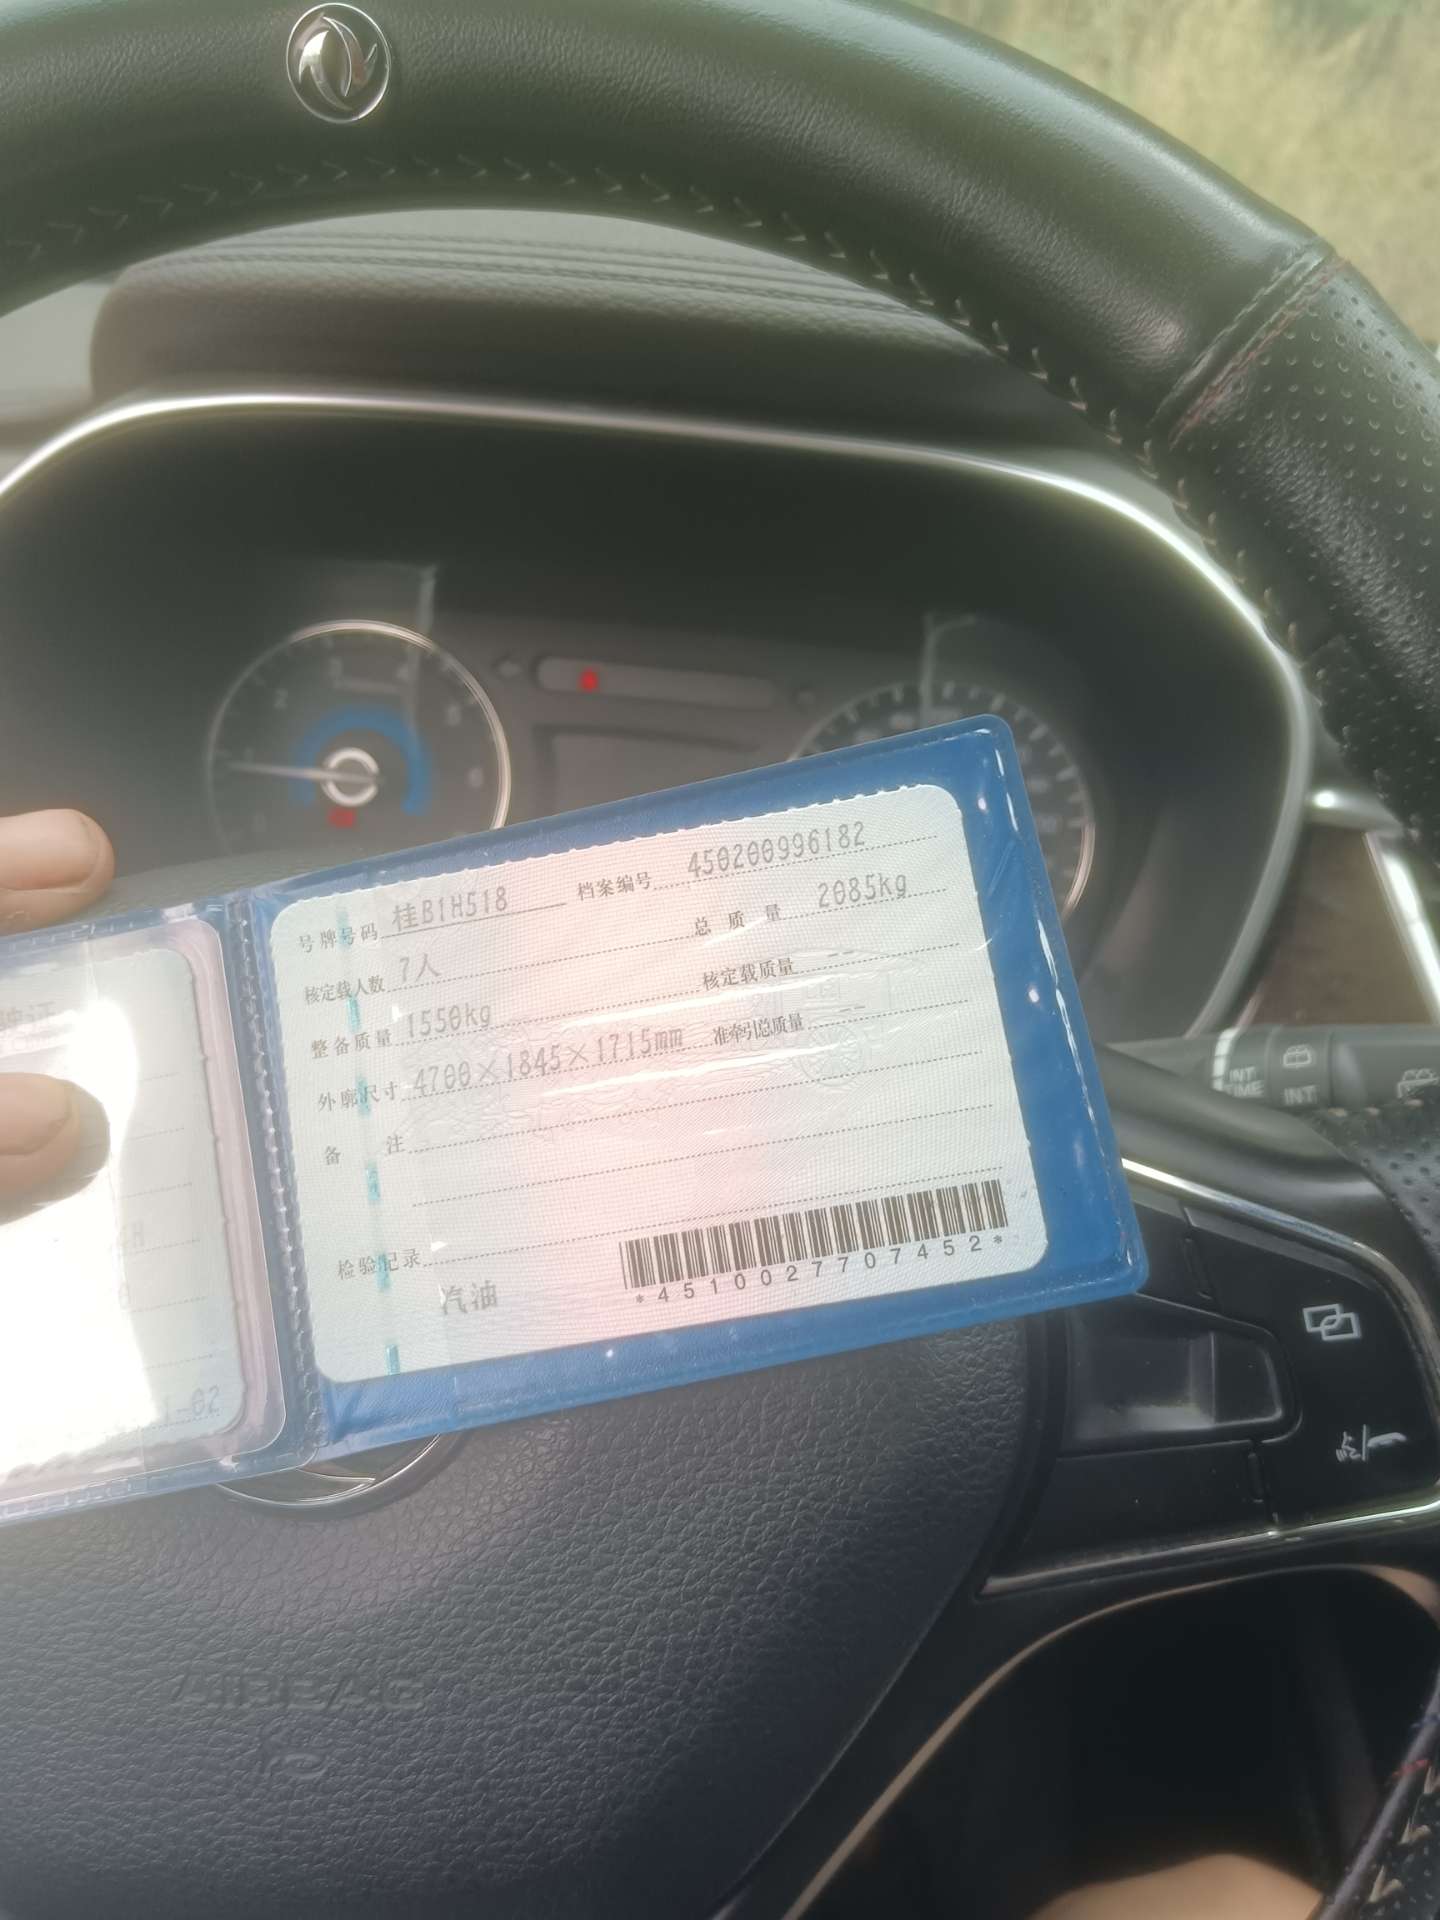 号牌号码 桂B1H518 档案编号 450200996182
核定载人数 7人 总质量 2085kg
整备质量 1550kg 核定载质量 --
外廓尺寸 4700×1845×1715mm 准牵引总质量 --
备注
检验记录
汽油
*4510027707452*
INT TIME
INT
AIRBAG